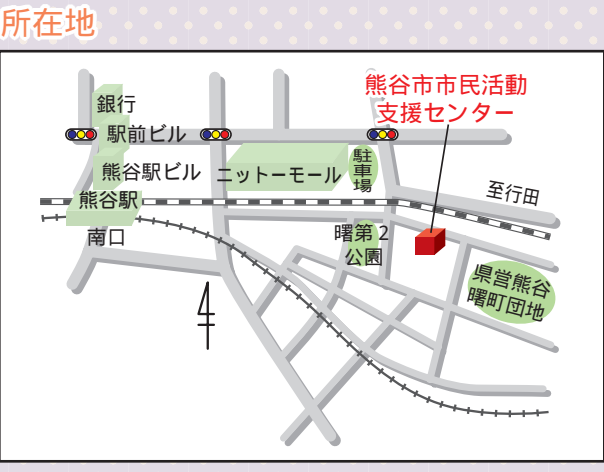 所在地
熊谷市市民活動
支援センター
銀行
駅前ビル
熊谷駅ビル
ニットーモール
駐車場
至行田
熊谷駅
南口
曙第2
公園
県営熊谷
曙町団地